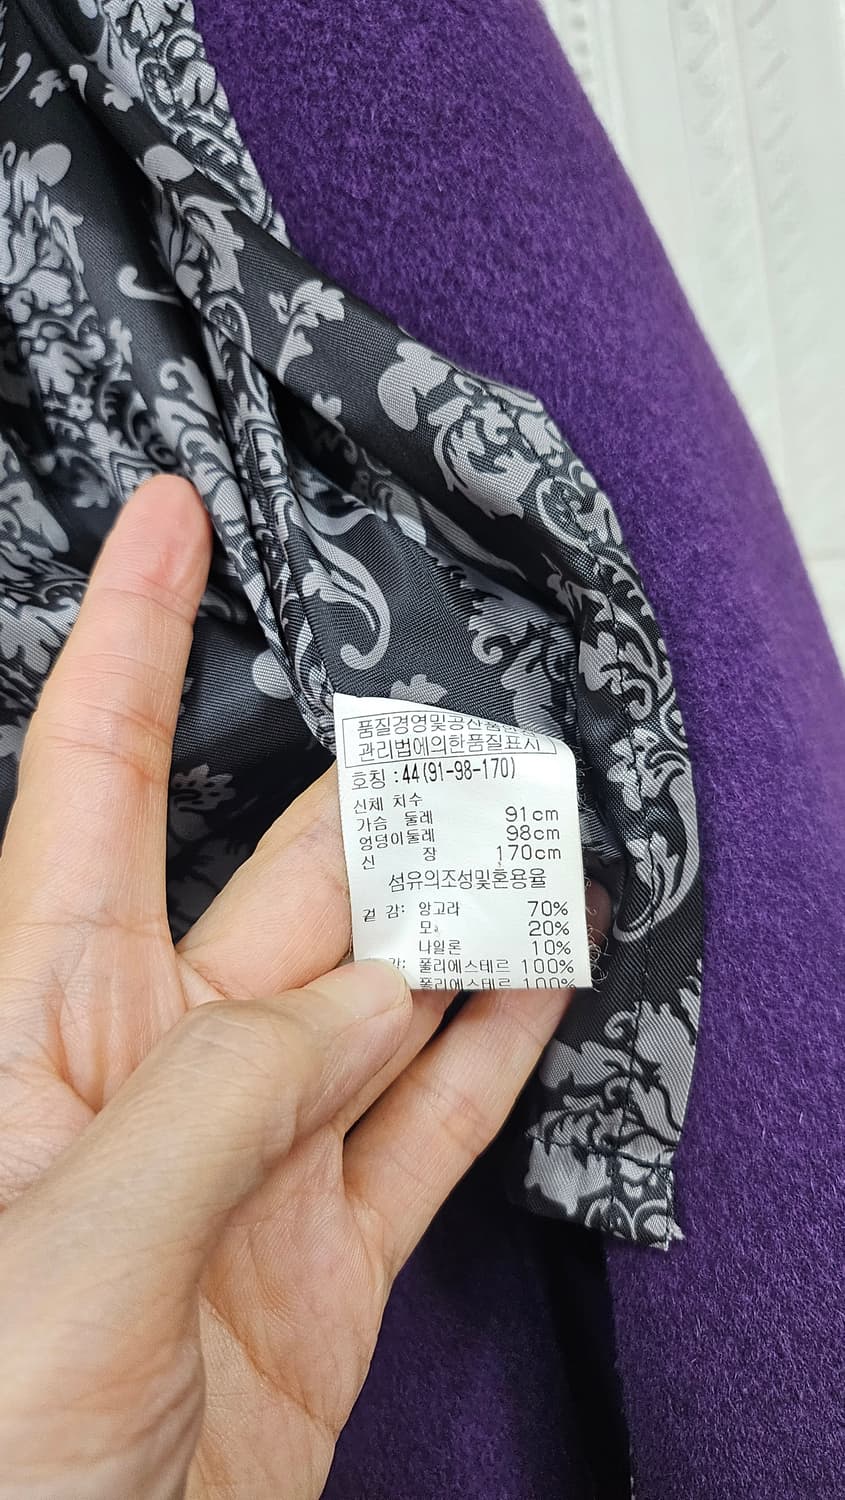 품질경영및공산품안전
관리법에의한품질표시
호칭 :44(91-98-170)
신체 치수
가슴 둘레 91cm
엉덩이둘레 98cm
신 장 170cm
섬유의조성및혼용율
겉 감: 앙고라 70%
모 20%
나일론 10%
감: 폴리에스테르 100%
폴리에스테르 100%